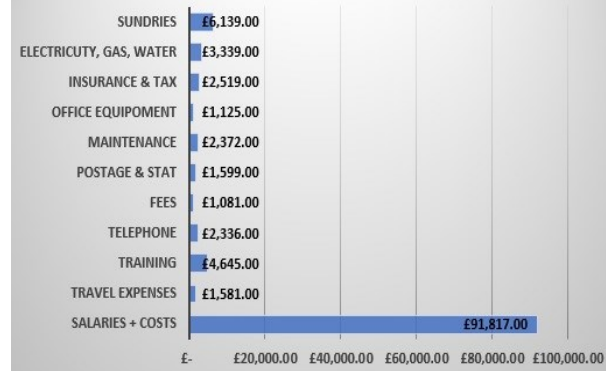 SUNDRIES £6,139.00
ELECTRICUTY, GAS, WATER £3,339.00
INSURANCE & TAX £2,519.00
OFFICE EQUIPOMENT £1,125.00
MAINTENANCE £2,372.00
POSTAGE & STAT £1,599.00
FEES £1,081.00
TELEPHONE £2,336.00
TRAINING £4,645.00
TRAVEL EXPENSES £1,581.00
SALARIES + COSTS £91,817.00
£- £20,000.00 £40,000.00 £60,000.00 £80,000.00 £100,000.00